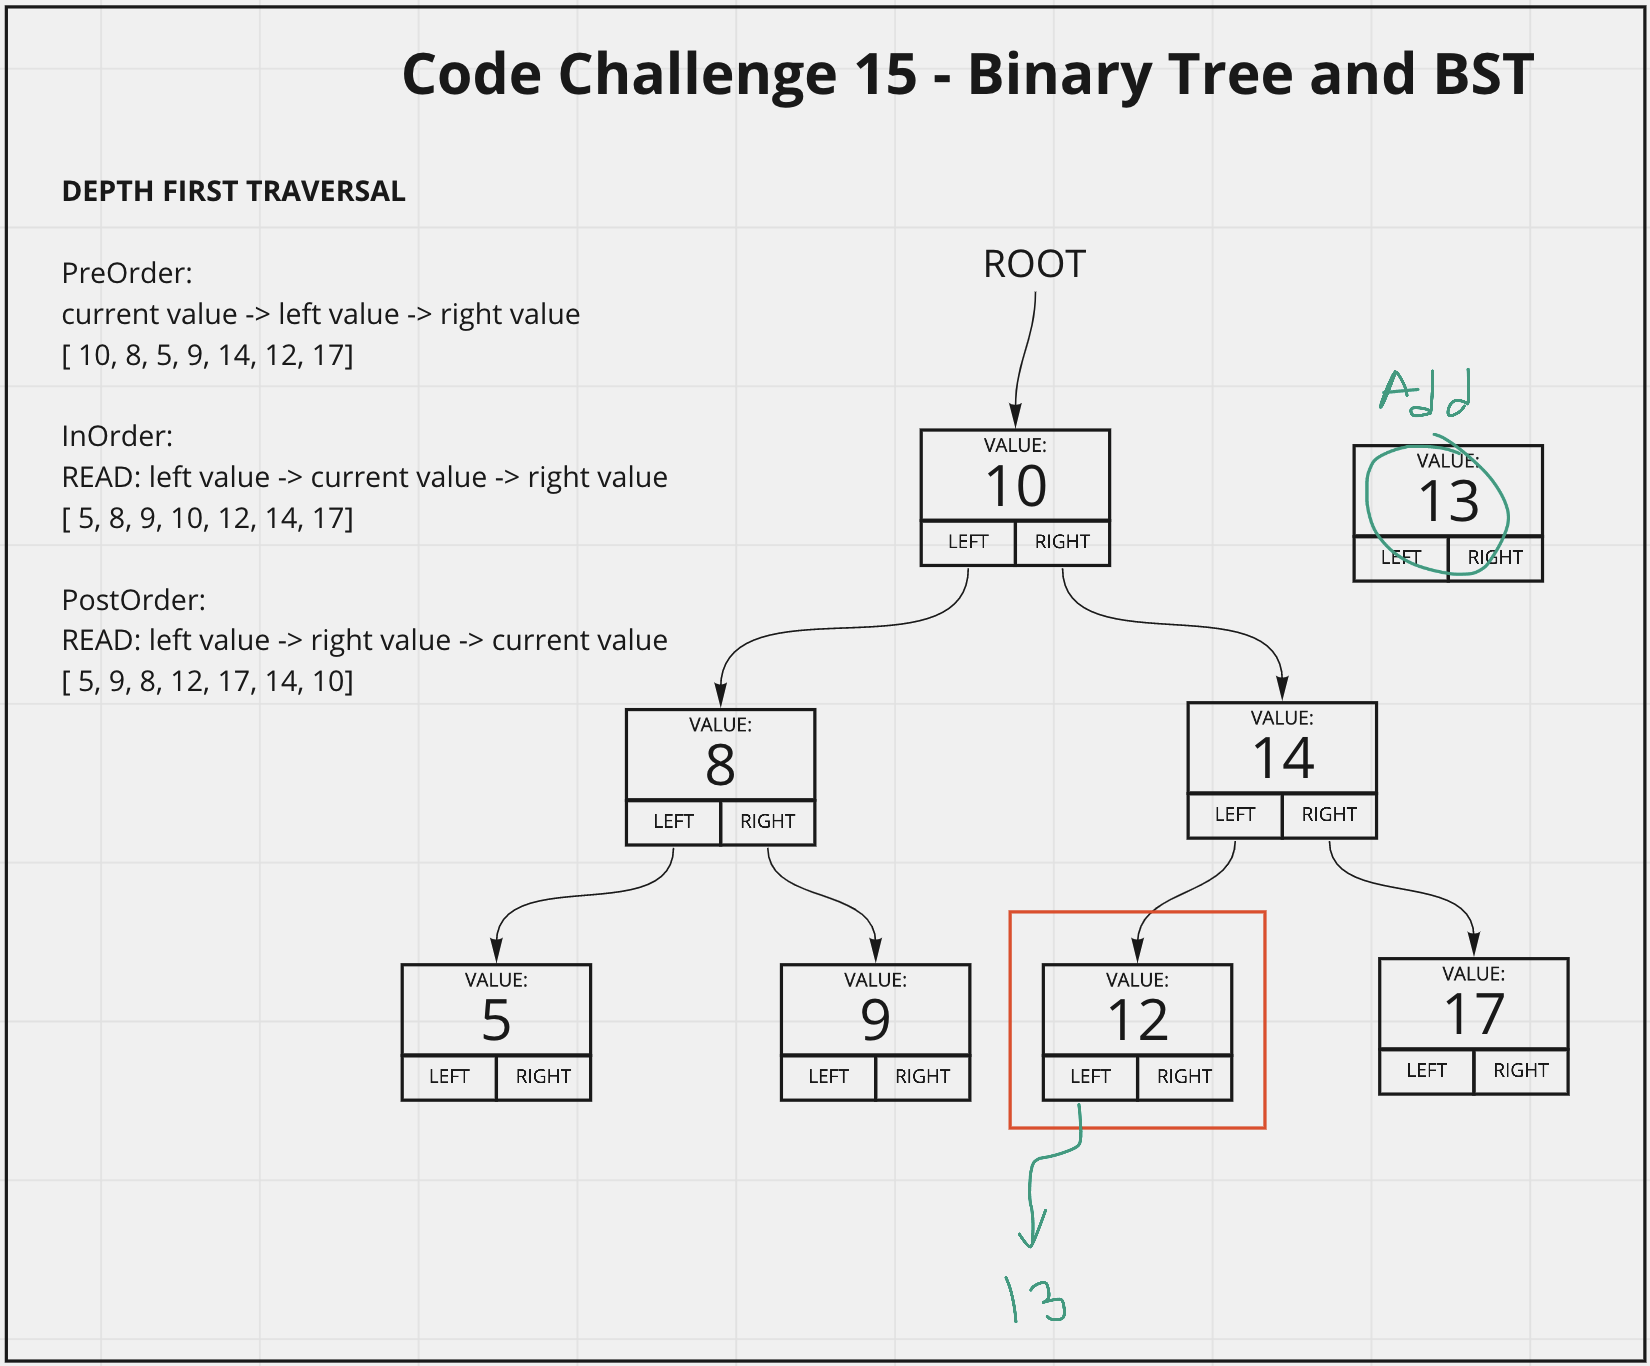 Code Challenge 15 - Binary Tree and BST
DEPTH FIRST TRAVERSAL
PreOrder:
current value -> left value -> right value
[ 10, 8, 5, 9, 14, 12, 17]
InOrder:
READ: left value -> current value -> right value
[ 5, 8, 9, 10, 12, 14, 17]
PostOrder:
READ: left value -> right value -> current value
[ 5, 9, 8, 12, 17, 14, 10]
ROOT
VALUE:
10
LEFT RIGHT
Add
VALUE:
13
LEFT RIGHT
VALUE:
8
LEFT RIGHT
VALUE:
14
LEFT RIGHT
VALUE:
5
LEFT RIGHT
VALUE:
9
LEFT RIGHT
VALUE:
12
LEFT RIGHT
VALUE:
17
LEFT RIGHT
13